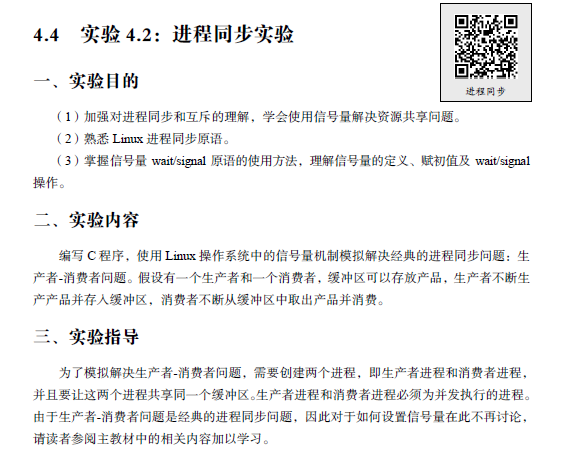 4.4 实验 4.2：进程同步实验
进程同步
一、实验目的
（1）加强对进程同步和互斥的理解，学会使用信号量解决资源共享问题。
（2）熟悉 Linux 进程同步原语。
（3）掌握信号量 wait/signal 原语的使用方法，理解信号量的定义、赋初值及 wait/signal
操作。
二、实验内容
编写 C 程序，使用 Linux 操作系统中的信号量机制模拟解决经典的进程同步问题：生
产者-消费者问题。假设有一个生产者和一个消费者，缓冲区可以存放产品，生产者不断生
产产品并存入缓冲区，消费者不断从缓冲区中取出产品并消费。
三、实验指导
为了模拟解决生产者-消费者问题，需要创建两个进程，即生产者进程和消费者进程，
并且要让这两个进程共享同一个缓冲区。生产者进程和消费者进程必须为并发执行的进程。
由于生产者-消费者问题是经典的进程同步问题，因此对于如何设置信号量在此不再讨论，
请读者参阅主教材中的相关内容加以学习。